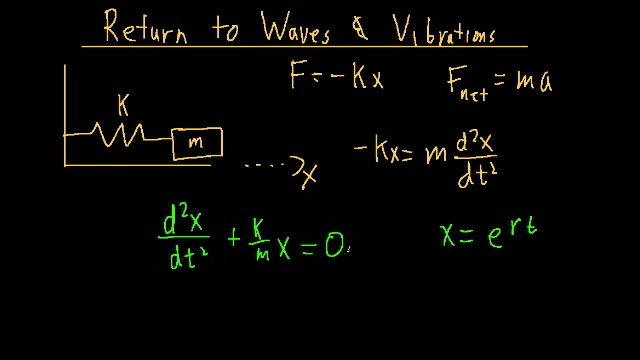 Return to Waves & Vibrations
F = -Kx    F_net = ma
K
m
x
-Kx = m d²x/dt²
d²x/dt² + K/m x = 0    x = e^{rt}